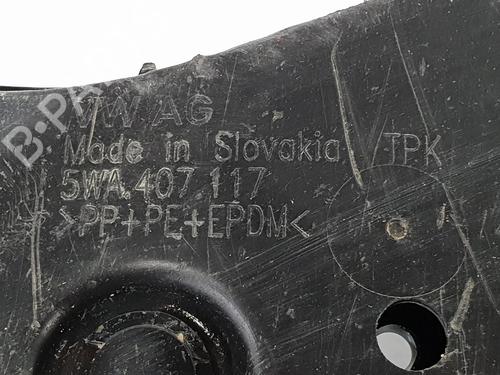 VW AG
Made in Slovakia TPK
5WA.407 117
>PP+PE+EPDM<